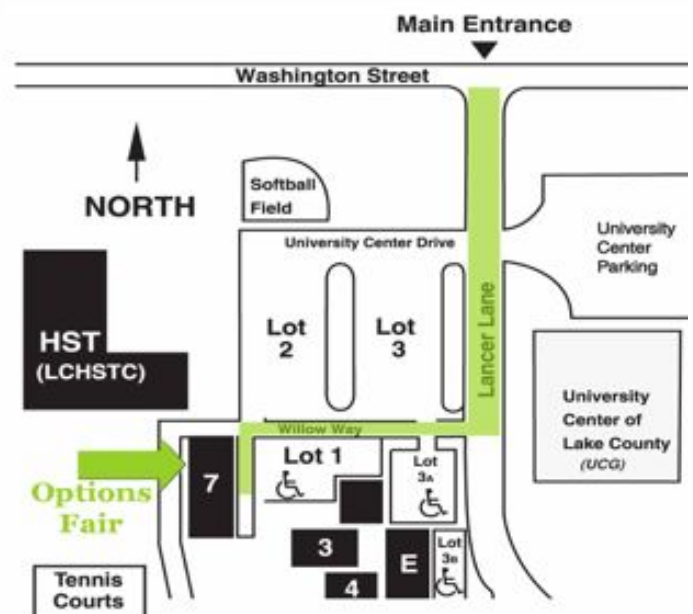 Main Entrance
Washington Street
NORTH
Softball
Field
University Center Drive
University
Center
Parking
Lancer Lane
HST
(LCHSTC)
Lot
2
Lot
3
University
Center of
Lake County
(UCG)
Willow Way
Options
Fair
7
Lot 1
Lot
3A
3
4
E
Lot
3B
Tennis
Courts